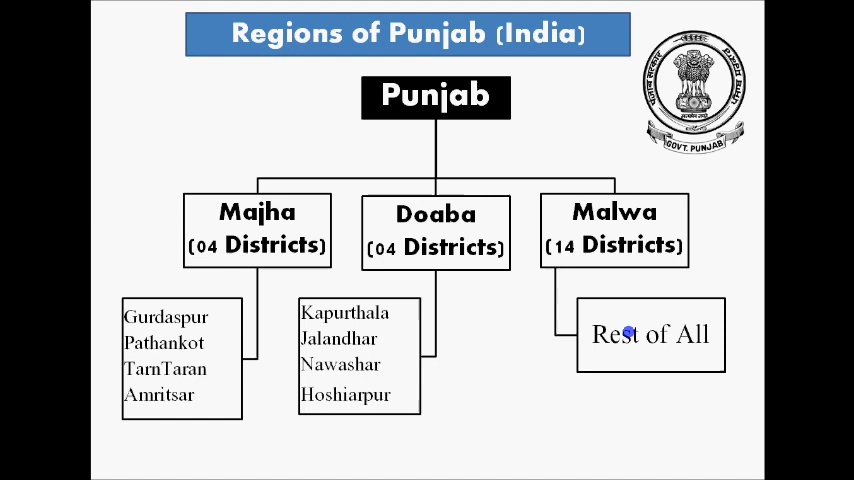 Regions of Punjab (India)
Punjab
ਪੰਜਾਬ ਸਰਕਾਰ
GOVT. PUNJAB
Majha
(04 Districts)
Doaba
(04 Districts)
Malwa
(14 Districts)
Gurdaspur
Pathankot
TarnTaran
Amritsar
Kapurthala
Jalandhar
Nawashar
Hoshiarpur
Rest of All